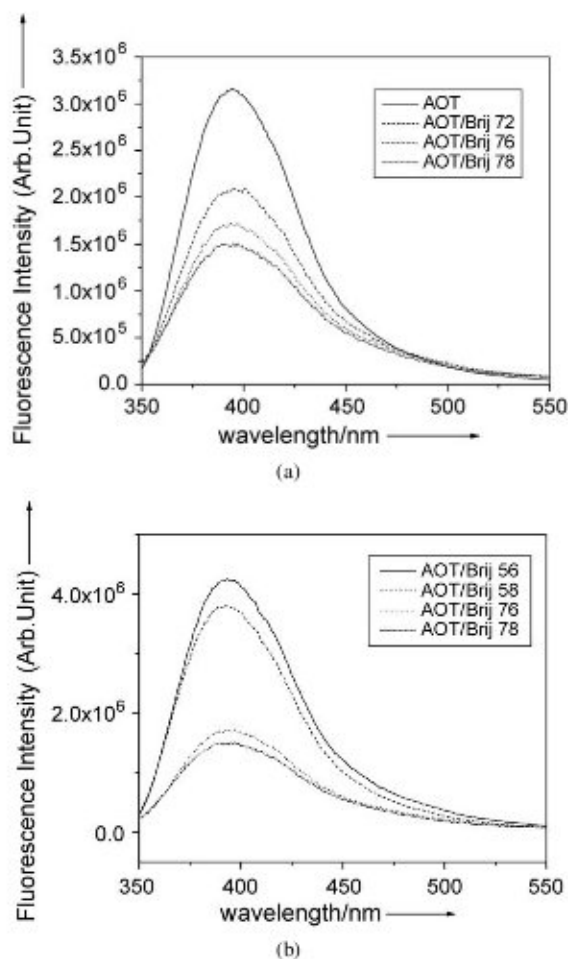 3.5x10⁶
3.0x10⁶
2.5x10⁶
2.0x10⁶
1.5x10⁶
1.0x10⁶
5.0x10⁵
0.0
Fluorescence Intensity (Arb.Unit)
AOT
AOT/Brij 72
AOT/Brij 76
AOT/Brij 78
350 400 450 500 550
wavelength/nm
(a)
4.0x10⁶
2.0x10⁶
0.0
Fluorescence Intensity (Arb.Unit)
AOT/Brij 56
AOT/Brij 58
AOT/Brij 76
AOT/Brij 78
350 400 450 500 550
wavelength/nm
(b)